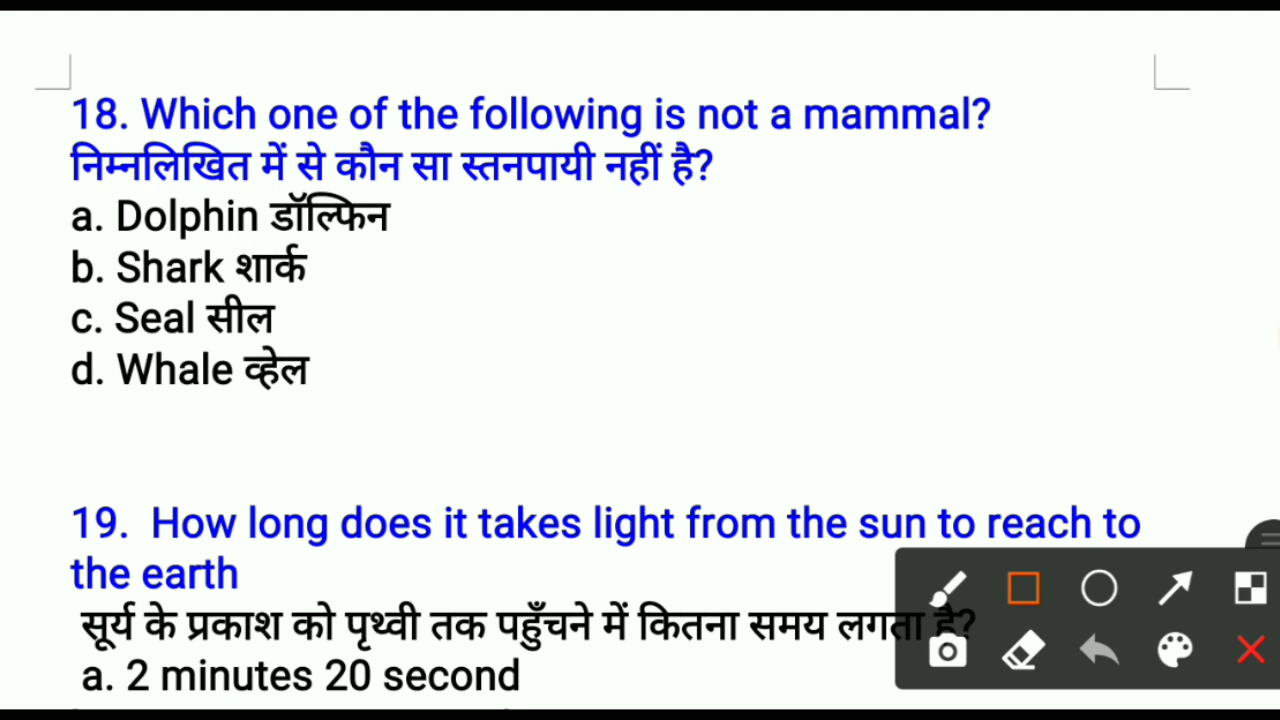 18. Which one of the following is not a mammal?
निम्नलिखित में से कौन सा स्तनपायी नहीं है?
a. Dolphin डॉल्फिन
b. Shark शार्क
c. Seal सील
d. Whale व्हेल
19. How long does it takes light from the sun to reach to
the earth
सूर्य के प्रकाश को पृथ्वी तक पहुँचने में कितना समय लगता है?
a. 2 minutes 20 second